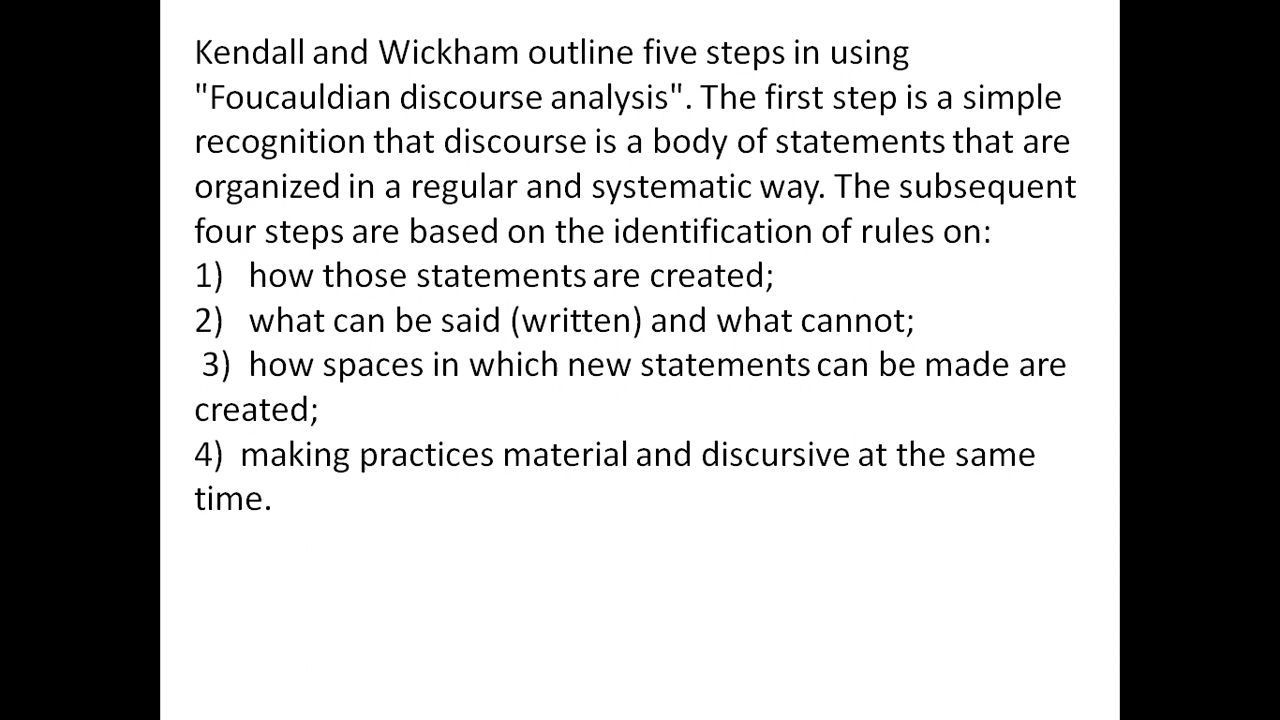 Kendall and Wickham outline five steps in using
"Foucauldian discourse analysis". The first step is a simple
recognition that discourse is a body of statements that are
organized in a regular and systematic way. The subsequent
four steps are based on the identification of rules on:
1) how those statements are created;
2) what can be said (written) and what cannot;
3) how spaces in which new statements can be made are
created;
4) making practices material and discursive at the same
time.